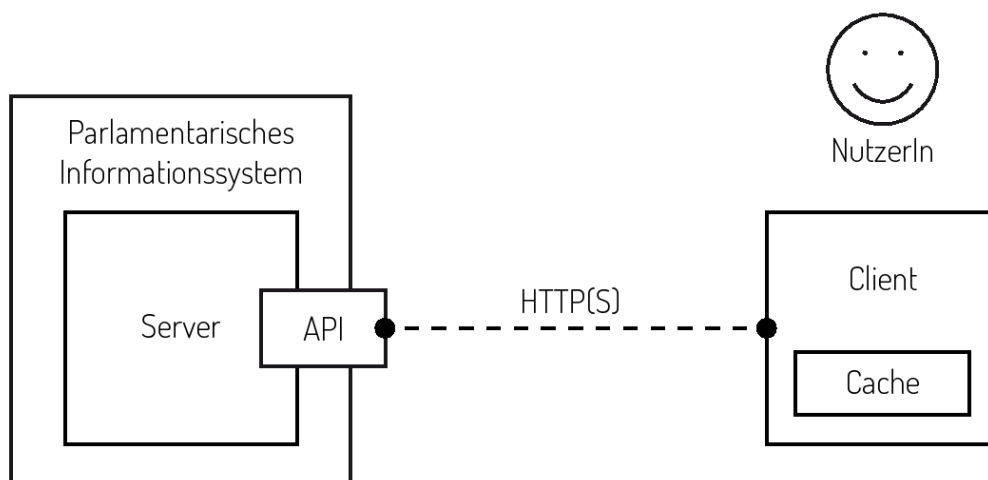 Parlamentarisches
Informationssystem
Server
API
HTTP(S)
NutzerIn
Client
Cache